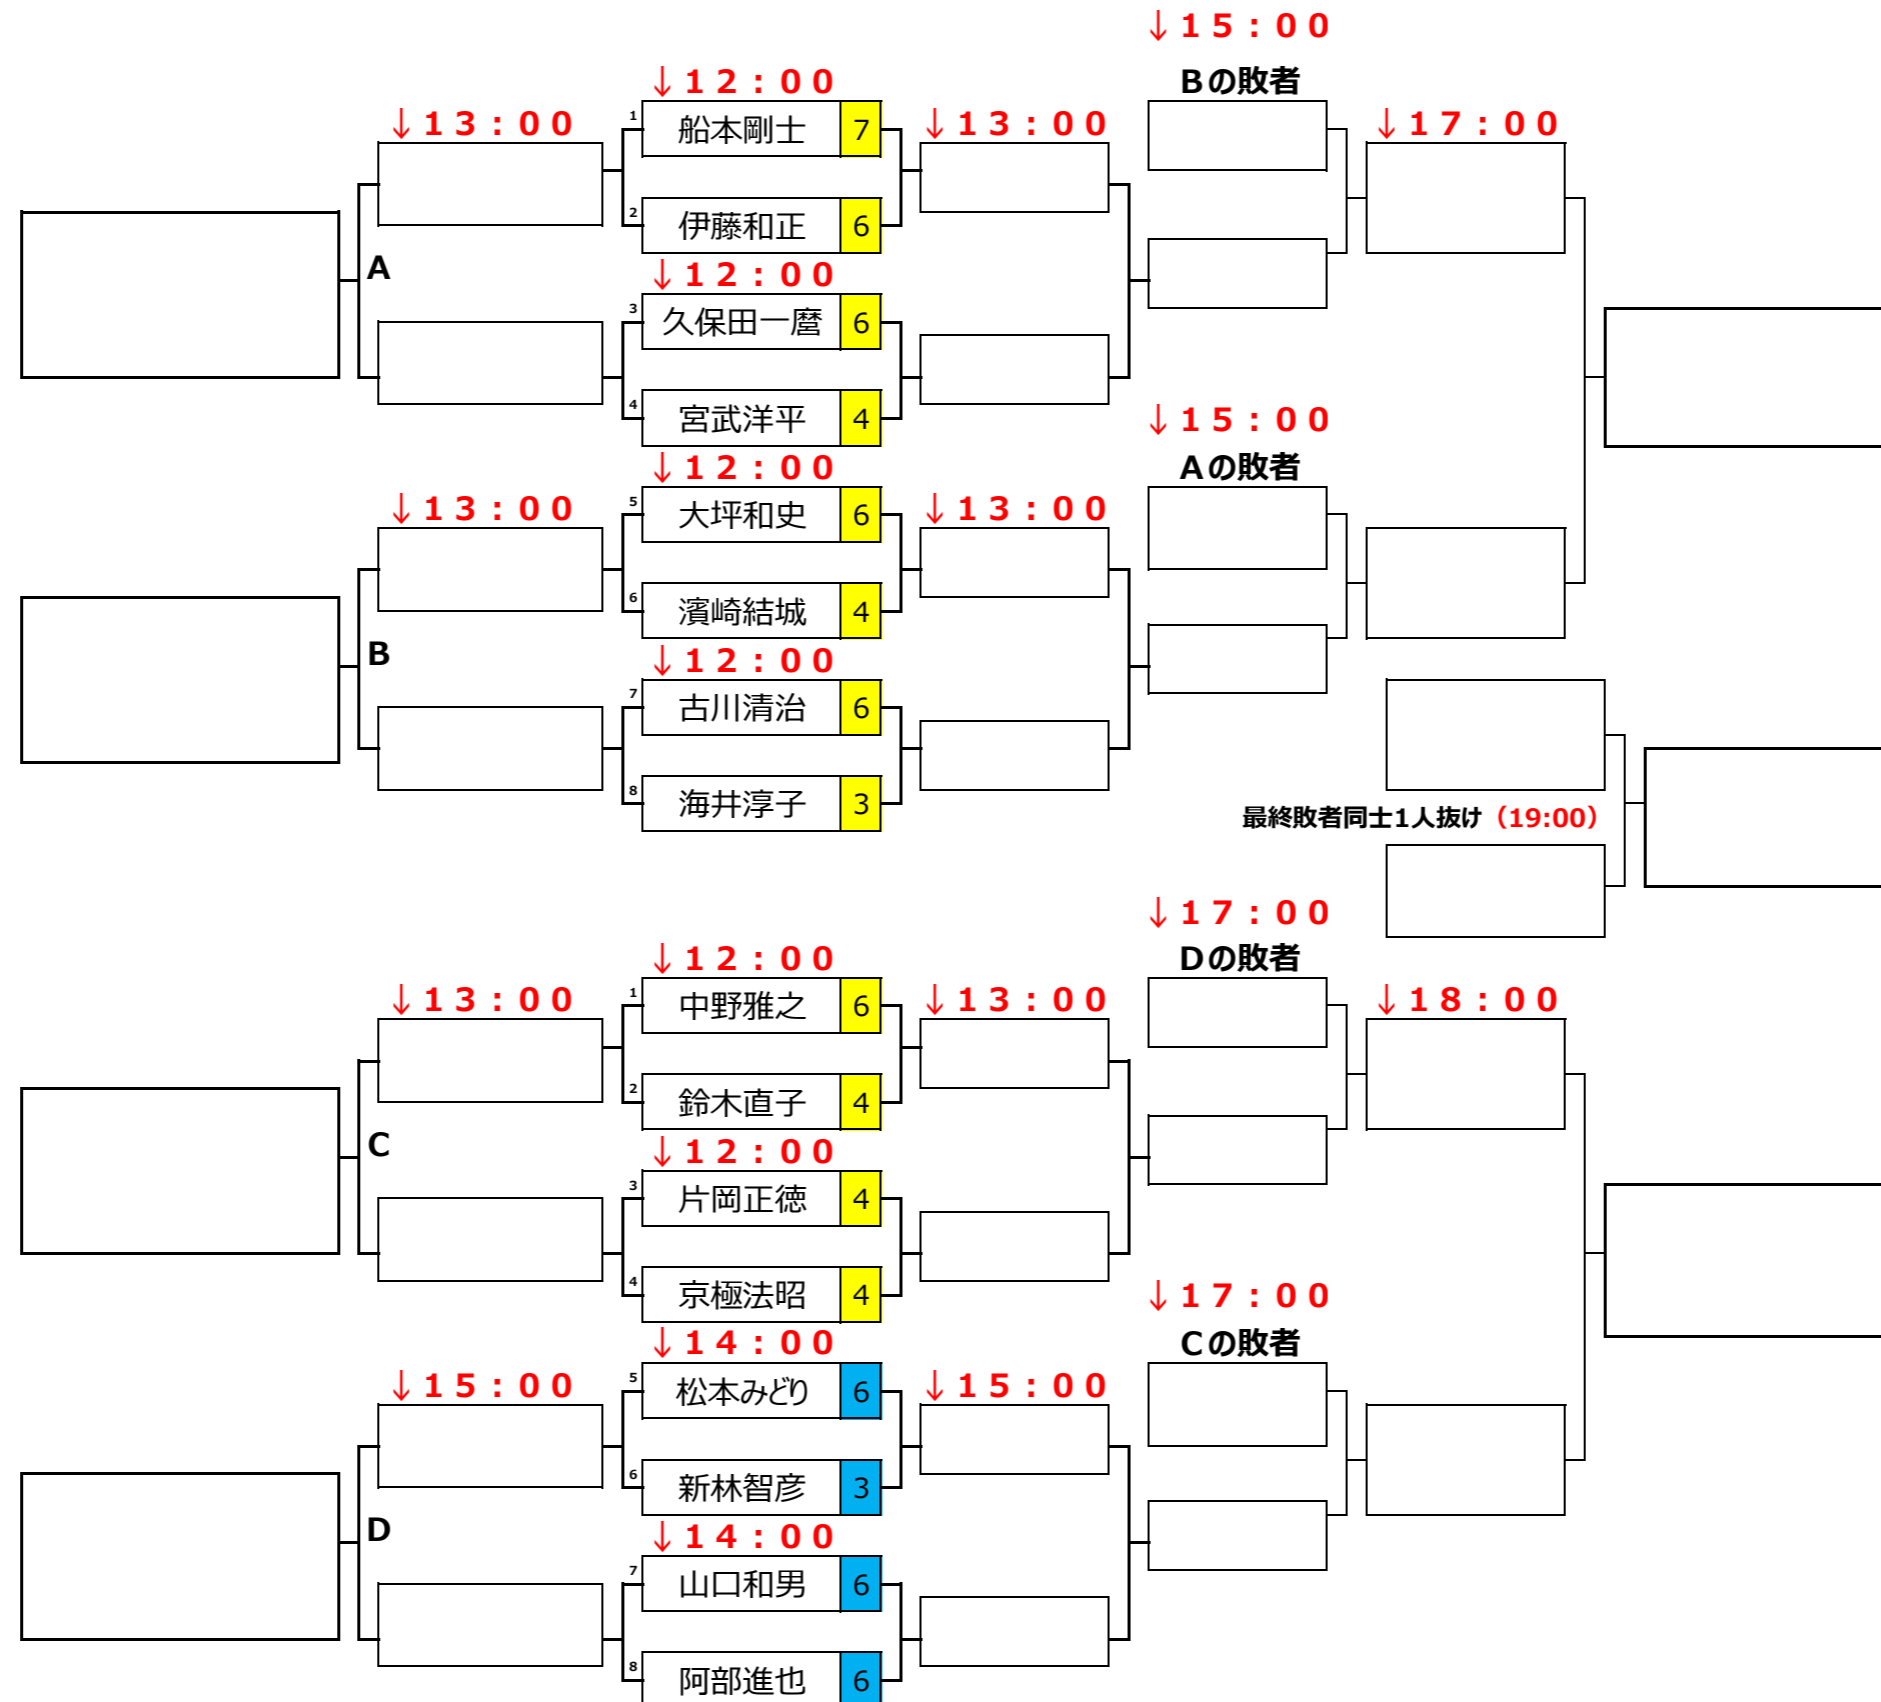 ↓15：00
Bの敗者
↓12：00
↓13：00
1 船本剛士 7
↓13：00
↓17：00
2 伊藤和正 6
A
↓12：00
3 久保田一麿 6
4 宮武洋平 4
↓15：00
Aの敗者
↓12：00
↓13：00
5 大坪和史 6
↓13：00
6 濱崎結城 4
B
↓12：00
7 古川清治 6
8 海井淳子 3
最終敗者同士1人抜け（19:00）
↓17：00
Dの敗者
↓12：00
↓13：00
1 中野雅之 6
↓13：00
↓18：00
2 鈴木直子 4
C
↓12：00
3 片岡正徳 4
4 京極法昭 4
↓17：00
Cの敗者
↓14：00
↓15：00
5 松本みどり 6
↓15：00
6 新林智彦 3
D
↓14：00
7 山口和男 6
8 阿部進也 6